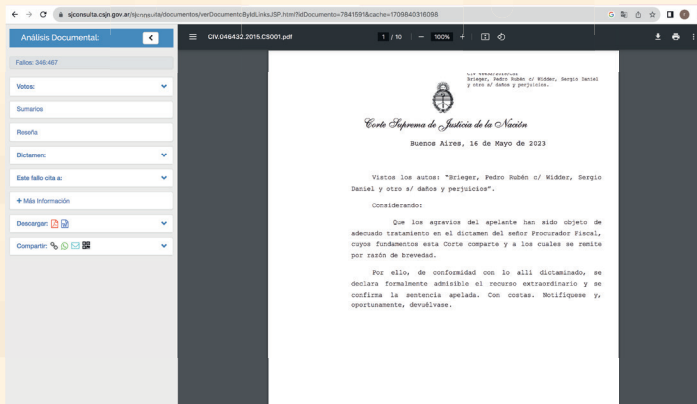 sjconsulta.csjn.gov.ar/sjconsulta/documentos/verDocumentoByIdLinksJSP.html?idDocumento=7841591&cache=1709840316098
Análisis Documental:
Fallos: 346:467
Votos:
Sumarios
Reseña
Dictamen:
Este fallo cita a:
+ Más Información
Descargar:
Compartir:
CIV.046432.2015.CS001.pdf
1 / 10
100%
Brieger, Pedro Rubén c/ Widder, Sergio Daniel
y otro s/ daños y perjuicios.
Corte Suprema de Justicia de la Nación
Buenos Aires, 16 de Mayo de 2023
Vistos los autos: "Brieger, Pedro Rubén c/ Widder, Sergio
Daniel y otro s/ daños y perjuicios".
Considerando:
Que los agravios del apelante han sido objeto de
adecuado tratamiento en el dictamen del señor Procurador Fiscal,
cuyos fundamentos esta Corte comparte y a los cuales se remite
por razón de brevedad.
Por ello, de conformidad con lo allí dictaminado, se
declara formalmente admisible el recurso extraordinario y se
confirma la sentencia apelada. Con costas. Notifíquese y,
oportunamente, devuélvase.